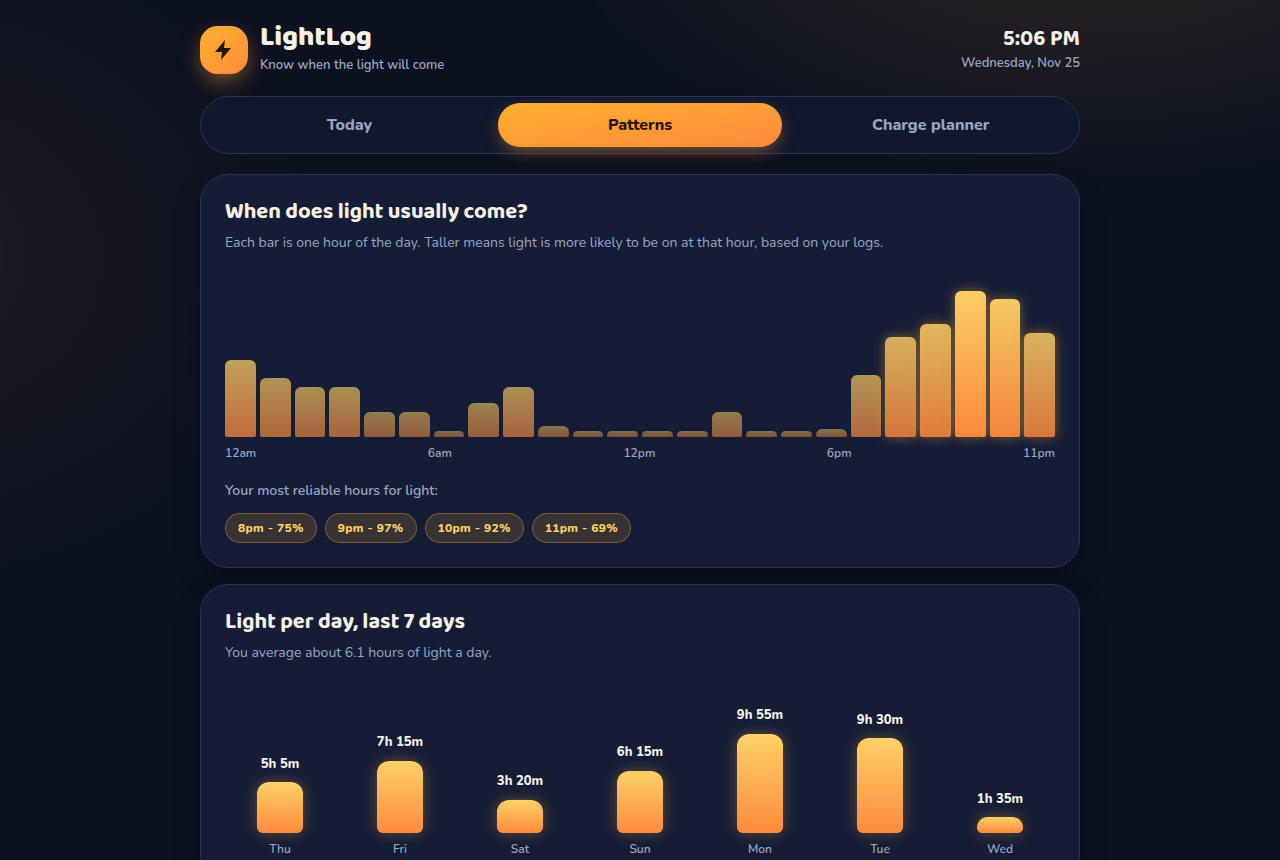 LightLog
Know when the light will come
5:06 PM
Wednesday, Nov 25
Today
Patterns
Charge planner
When does light usually come?
Each bar is one hour of the day. Taller means light is more likely to be on at that hour, based on your logs.
12am 6am 12pm 6pm 11pm
Your most reliable hours for light:
8pm - 75% 9pm - 97% 10pm - 92% 11pm - 69%
Light per day, last 7 days
You average about 6.1 hours of light a day.
5h 5m 7h 15m 3h 20m 6h 15m 9h 55m 9h 30m 1h 35m
Thu Fri Sat Sun Mon Tue Wed